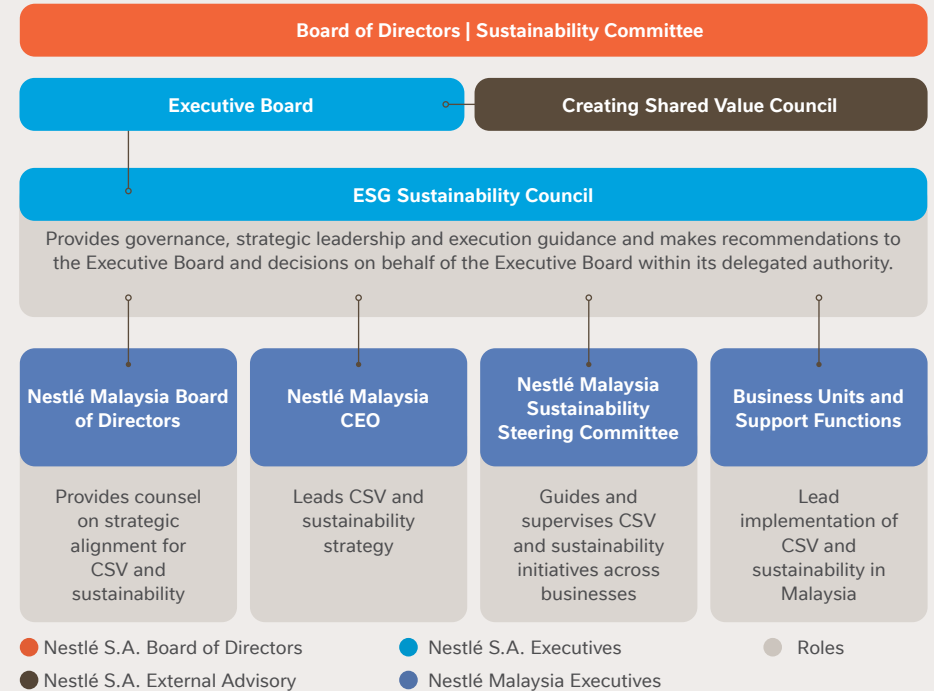 Board of Directors | Sustainability Committee
Executive Board
Creating Shared Value Council
ESG Sustainability Council
Provides governance, strategic leadership and execution guidance and makes recommendations to
the Executive Board and decisions on behalf of the Executive Board within its delegated authority.
Nestlé Malaysia Board
of Directors
Provides counsel
on strategic
alignment for
CSV and
sustainability
Nestlé Malaysia
CEO
Leads CSV and
sustainability
strategy
Nestlé Malaysia
Sustainability
Steering Committee
Guides and
supervises CSV
and sustainability
initiatives across
businesses
Business Units and
Support Functions
Lead
implementation of
CSV and
sustainability in
Malaysia
Nestlé S.A. Board of Directors
Nestlé S.A. Executives
Roles
Nestlé S.A. External Advisory
Nestlé Malaysia Executives